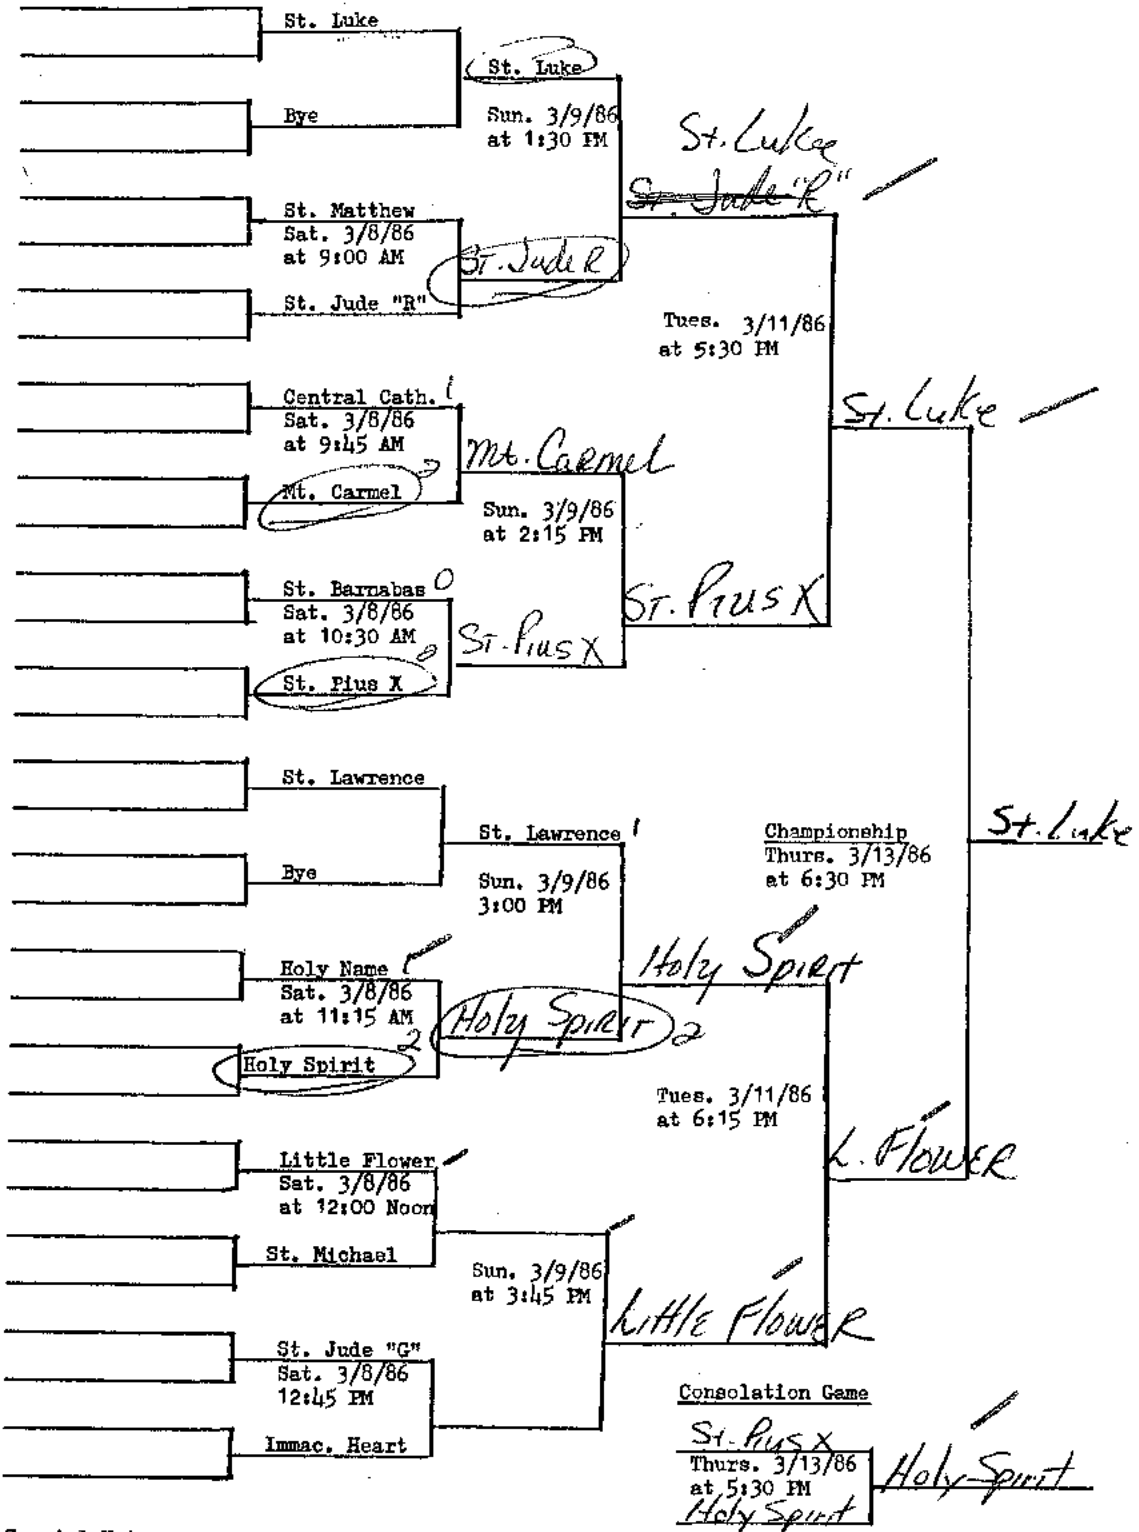 St. Luke
St. Luke
Bye
Sun. 3/9/86
at 1:30 PM
St. Luke
St. Jude "R"
St. Matthew
Sat. 3/8/86
at 9:00 AM
St. Jude R
St. Jude "R"
Tues. 3/11/86
at 5:30 PM
Central Cath. 1
Sat. 3/8/86
at 9:45 AM
St. Luke
Mt. Carmel
Mt. Carmel 2
Sun. 3/9/86
at 2:15 PM
St. Barnabas 0
Sat. 3/8/86
at 10:30 AM
St. Pius X
St. Pius X
St. Pius X
St. Lawrence
St. Lawrence 1
Championship
Thurs. 3/13/86
at 6:30 PM
St. Luke
Bye
Sun. 3/9/86
3:00 PM
Holy Name 1
Sat. 3/8/86
at 11:15 AM
Holy Spirit
Holy Spirit 2
Holy Spirit 2
Tues. 3/11/86
at 6:15 PM
Little Flower
Sat. 3/8/86
at 12:00 Noon
L. Flower
St. Michael
Sun. 3/9/86
at 3:45 PM
Little Flower
St. Jude "G"
Sat. 3/8/86
12:45 PM
Immac. Heart
Consolation Game
St. Pius X
Thurs. 3/13/86
at 5:30 PM
Holy Spirit
Holy Spirit